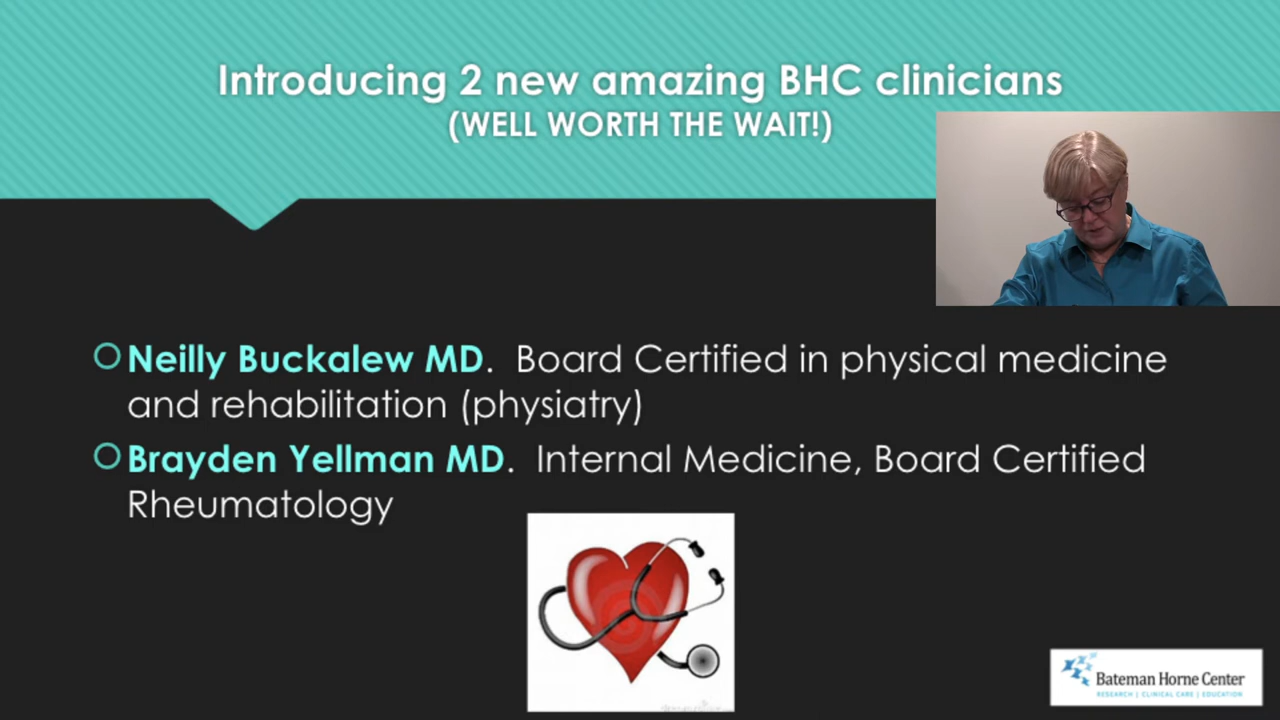 Introducing 2 new amazing BHC clinicians
(WELL WORTH THE WAIT!)
Neilly Buckalew MD. Board Certified in physical medicine
and rehabilitation (physiatry)
Brayden Yellman MD. Internal Medicine, Board Certified
Rheumatology
Bateman Horne Center
RESEARCH | CLINICAL CARE | EDUCATION